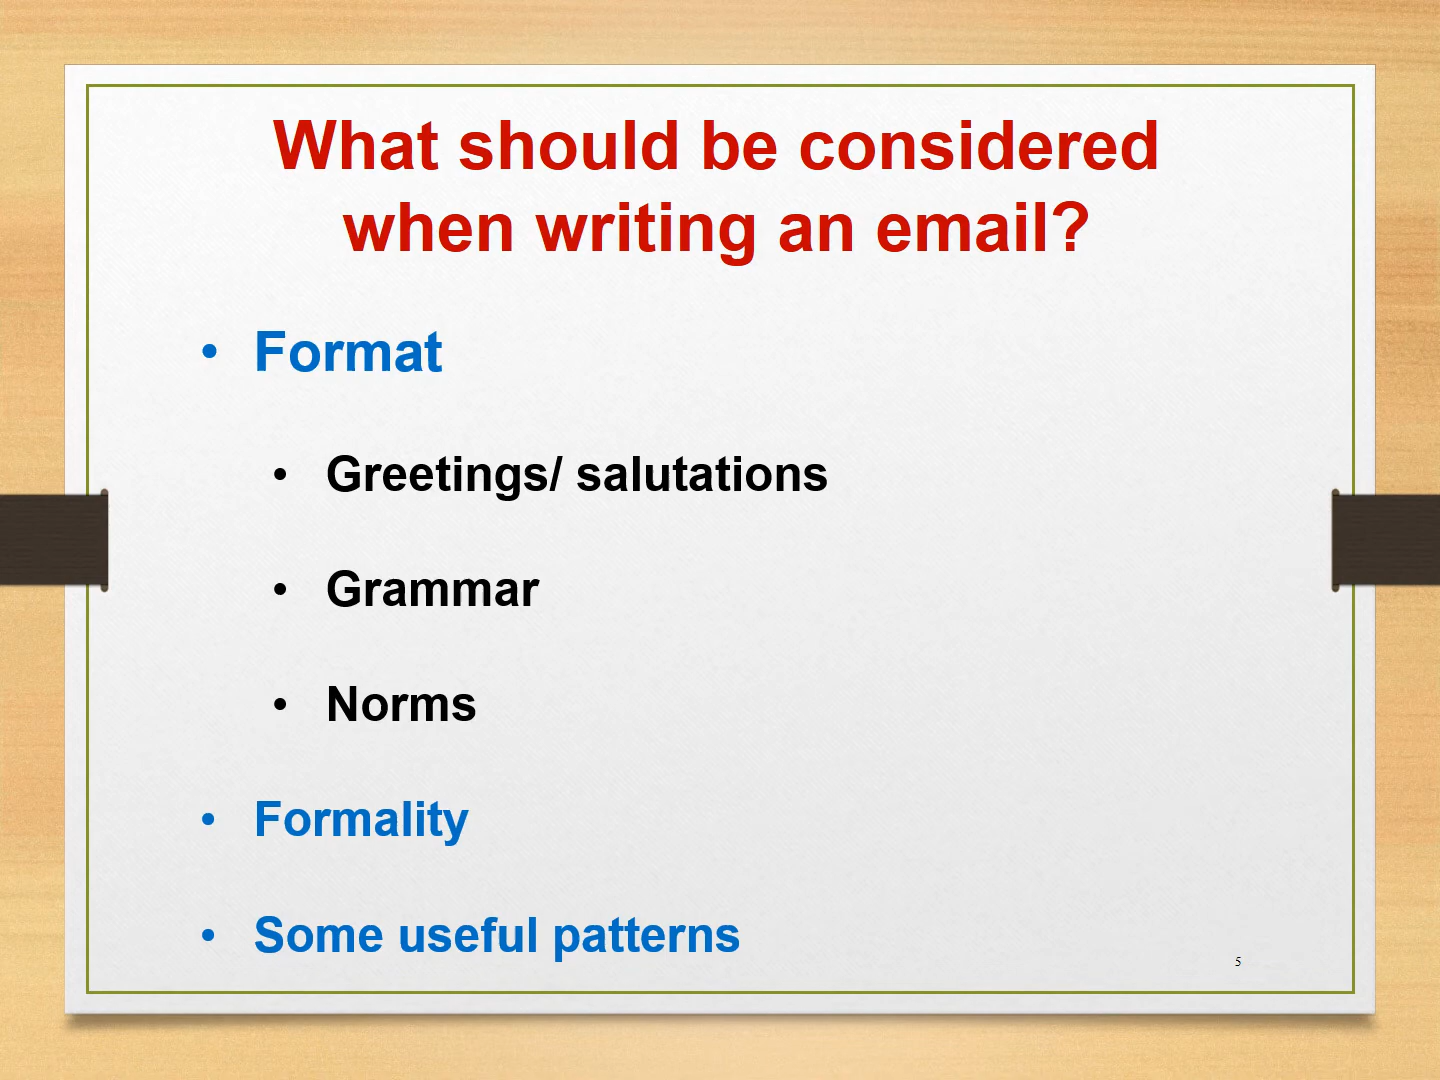 What should be considered
when writing an email?
• Format
• Greetings/ salutations
• Grammar
• Norms
• Formality
• Some useful patterns
5